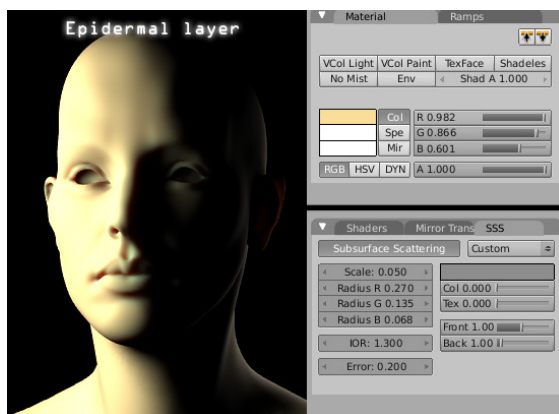 Epidermal layer
Material
Ramps
VCol Light VCol Paint TexFace Shadeles
No Mist Env Shad A 1.000
Col R 0.982
Spe G 0.866
Mir B 0.601
RGB HSV DYN A 1.000
Shaders Mirror Trans SSS
Subsurface Scattering Custom
Scale: 0.050
Radius R 0.270 Col 0.000
Radius G 0.135 Tex 0.000
Radius B 0.068
Front 1.00
IOR: 1.300 Back 1.00
Error: 0.200